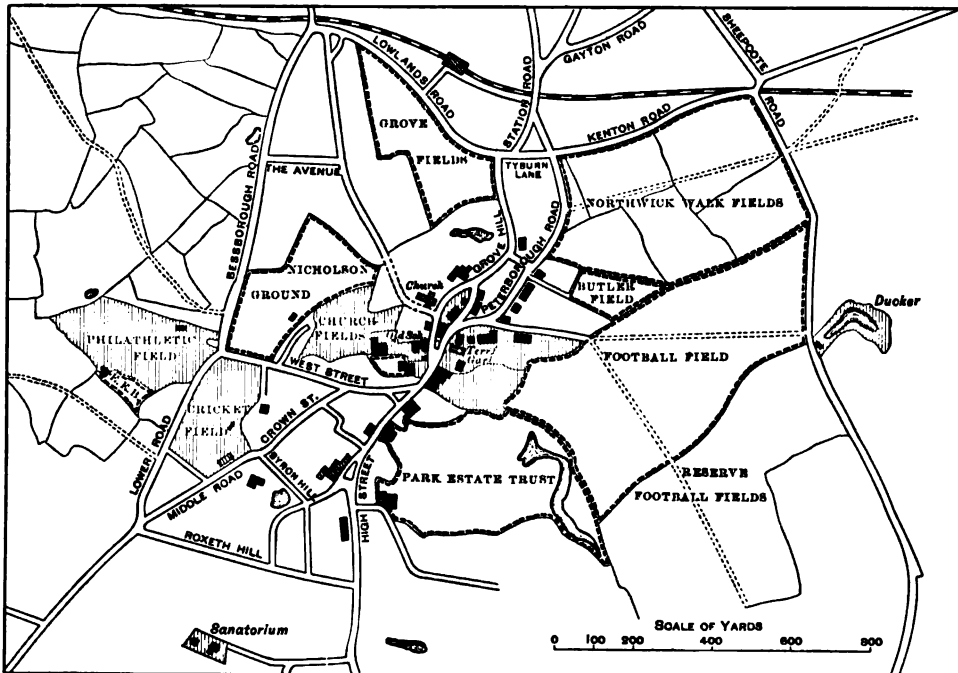 LOWLANDS ROAD
STATION ROAD
GAYTON ROAD
SHEEPCOTE ROAD
KENTON ROAD
GROVE
FIELDS
TYBURN
LANE
THE AVENUE
BESSBOROUGH ROAD
NORTHWICK WALK FIELDS
GROVE HILL
PETERBOROUGH ROAD
NICHOLSON
GROUND
Church
BUTLER
FIELD
Ducker
CHURCH
FIELDS
PHILATHLETIC
FIELD
FOOTBALL FIELD
WEST STREET
CRICKET
FIELD
CROWN ST.
LOWER ROAD
MIDDLE ROAD
BYRON HILL
HIGH STREET
PARK ESTATE TRUST
RESERVE
FOOTBALL FIELDS
ROXETH HILL
Sanatorium
SCALE OF YARDS
0 100 200 400 600 800